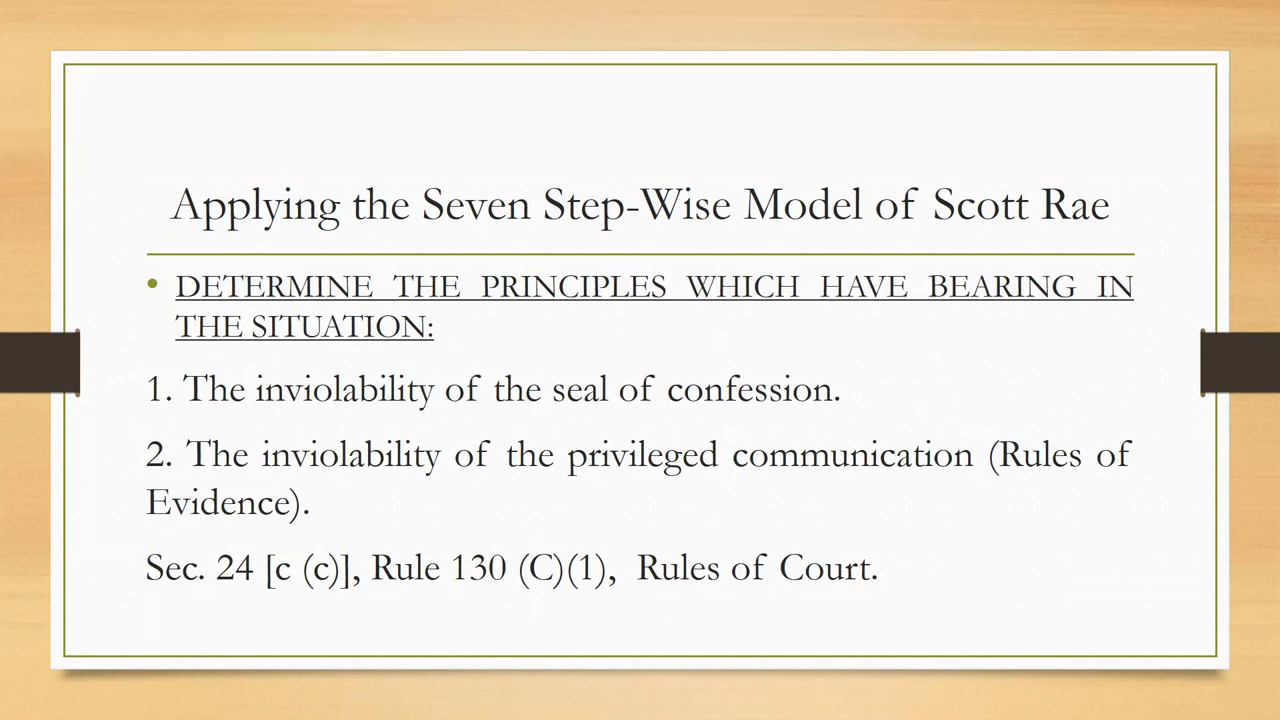 Applying the Seven Step-Wise Model of Scott Rae
• DETERMINE THE PRINCIPLES WHICH HAVE BEARING IN
THE SITUATION:
1. The inviolability of the seal of confession.
2. The inviolability of the privileged communication (Rules of
Evidence).
Sec. 24 [c (c)], Rule 130 (C)(1), Rules of Court.